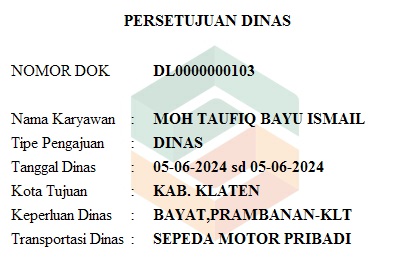 PERSETUJUAN DINAS
NOMOR DOK DL0000000103
Nama Karyawan : MOH TAUFIQ BAYU ISMAIL
Tipe Pengajuan : DINAS
Tanggal Dinas : 05-06-2024 sd 05-06-2024
Kota Tujuan : KAB. KLATEN
Keperluan Dinas : BAYAT,PRAMBANAN-KLT
Transportasi Dinas : SEPEDA MOTOR PRIBADI